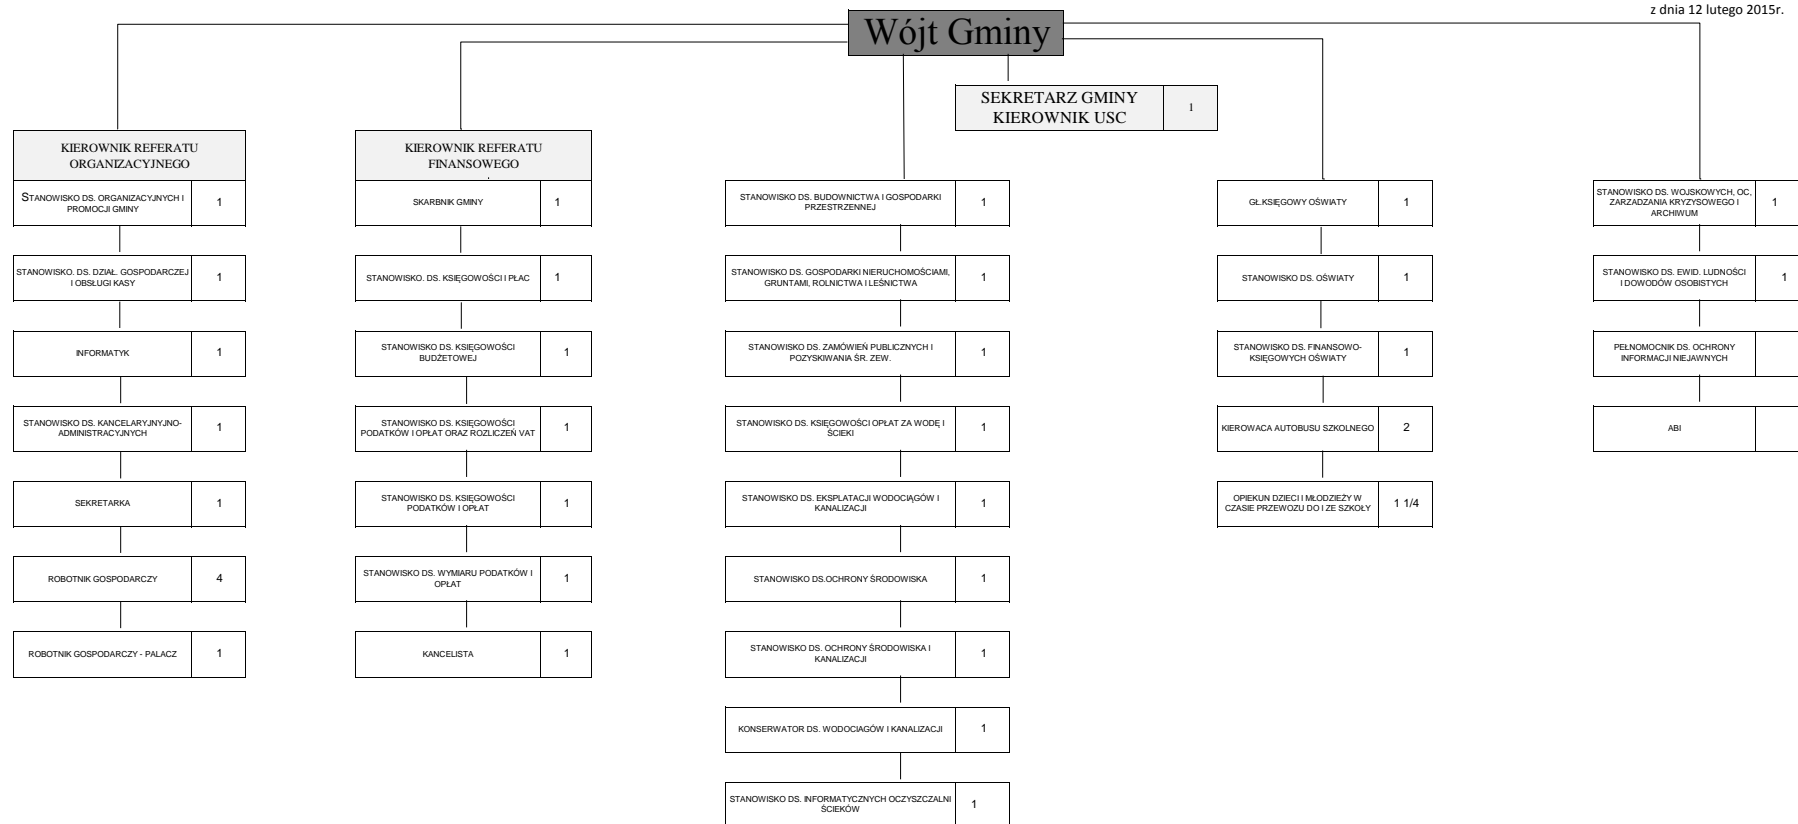 z dnia 12 lutego 2015r.
Wójt Gminy
SEKRETARZ GMINY
KIEROWNIK USC
1
KIEROWNIK REFERATU
ORGANIZACYJNEGO
STANOWISKO DS. ORGANIZACYJNYCH I
PROMOCJI GMINY
1
STANOWISKO. DS. DZIAŁ. GOSPODARCZEJ
I OBSŁUGI KASY
1
INFORMATYK
1
STANOWISKO DS. KANCELARYJNYJNO-
ADMINISTRACYJNYCH
1
SEKRETARKA
1
ROBOTNIK GOSPODARCZY
4
ROBOTNIK GOSPODARCZY - PALACZ
1
KIEROWNIK REFERATU
FINANSOWEGO
.
SKARBNIK GMINY
1
STANOWISKO. DS. KSIĘGOWOŚCI I PŁAC
1
STANOWISKO DS. KSIĘGOWOŚCI
BUDŻETOWEJ
1
STANOWISKO DS. KSIĘGOWOŚCI
PODATKÓW I OPŁAT ORAZ ROZLICZEŃ VAT
1
STANOWISKO DS. KSIĘGOWOŚCI
PODATKÓW I OPŁAT
1
STANOWISKO DS. WYMIARU PODATKÓW I
OPŁAT
1
KANCELISTA
1
STANOWISKO DS. BUDOWNICTWA I GOSPODARKI
PRZESTRZENNEJ
1
STANOWISKO DS. GOSPODARKI NIERUCHOMOŚCIAMI,
GRUNTAMI, ROLNICTWA I LEŚNICTWA
1
STANOWISKO DS. ZAMÓWIEŃ PUBLICZNYCH I
POZYSKIWANIA ŚR. ZEW.
1
STANOWISKO DS. KSIĘGOWOŚCI OPŁAT ZA WODĘ I
ŚCIEKI
1
STANOWISKO DS. EKSPLATACJI WODOCIĄGÓW I
KANALIZACJI
1
STANOWISKO DS.OCHRONY ŚRODOWISKA
1
STANOWISKO DS. OCHRONY ŚRODOWISKA I
KANALIZACJI
1
KONSERWATOR DS. WODOCIAGÓW I KANALIZACJI
1
STANOWISKO DS. INFORMATYCZNYCH OCZYSZCZALNI
ŚCIEKÓW
1
GŁ.KSIĘGOWY OŚWIATY
1
STANOWISKO DS. OŚWIATY
1
STANOWISKO DS. FINANSOWO-
KSIĘGOWYCH OŚWIATY
1
KIEROWACA AUTOBUSU SZKOLNEGO
2
OPIEKUN DZIECI I MŁODZIEŻY W
CZASIE PRZEWOZU DO I ZE SZKOŁY
1 1/4
STANOWISKO DS. WOJSKOWYCH, OC,
ZARZADZANIA KRYZYSOWEGO I
ARCHIWUM
1
STANOWISKO DS. EWID. LUDNOŚCI
I DOWODÓW OSOBISTYCH
1
PEŁNOMOCNIK DS. OCHRONY
INFORMACJI NIEJAWNYCH
ABI